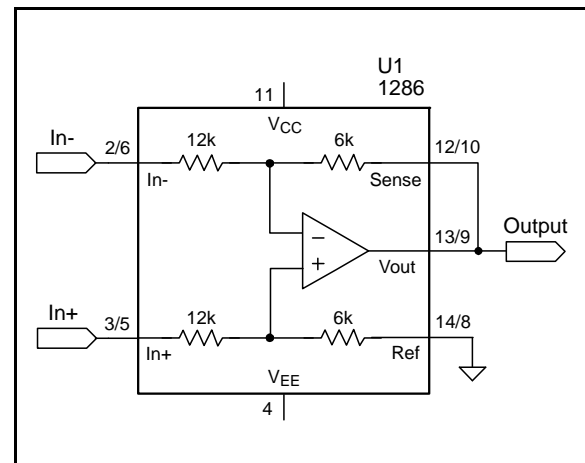 U1
1286
11
VCC
In-
2/6
12k
6k
12/10
In-
Sense
−
Output
13/9
Vout
+
In+
3/5
12k
6k
14/8
In+
Ref
VEE
4